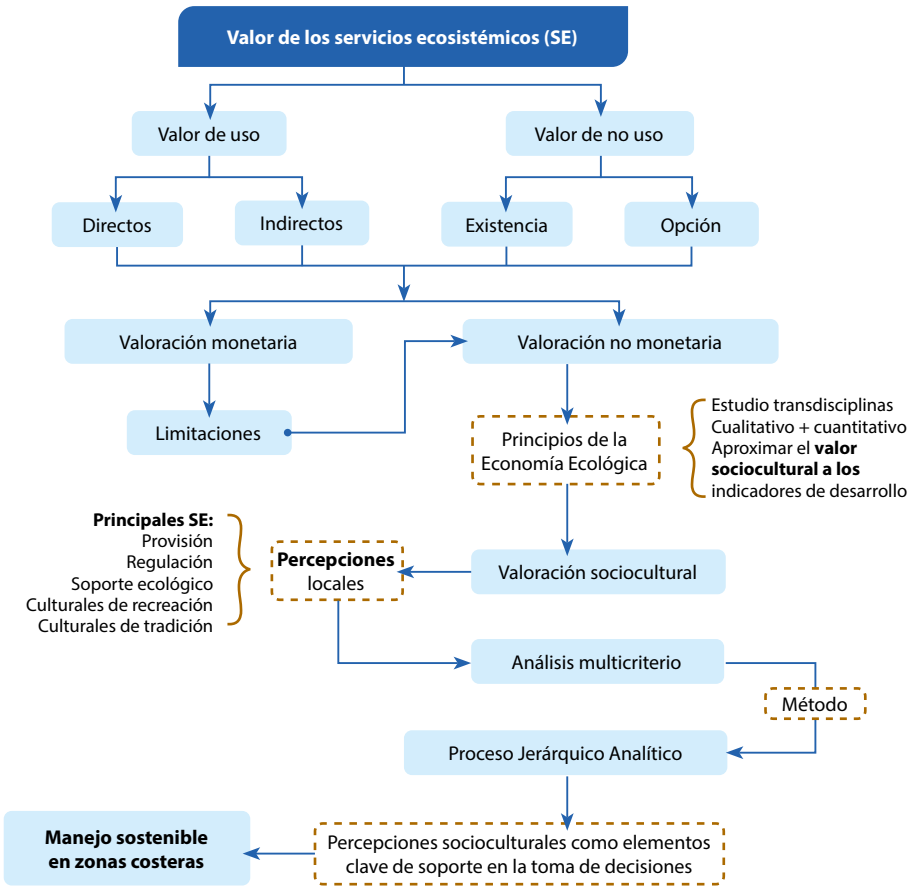 Valor de los servicios ecosistémicos (SE)
Valor de uso
Valor de no uso
Directos
Indirectos
Existencia
Opción
Valoración monetaria
Valoración no monetaria
Limitaciones
Principios de la
Economía Ecológica
Estudio transdisciplinas
Cualitativo + cuantitativo
Aproximar el valor
sociocultural a los
indicadores de desarrollo
Principales SE:
Provisión
Regulación
Soporte ecológico
Culturales de recreación
Culturales de tradición
Percepciones
locales
Valoración sociocultural
Análisis multicriterio
Método
Proceso Jerárquico Analítico
Percepciones socioculturales como elementos
clave de soporte en la toma de decisiones
Manejo sostenible
en zonas costeras